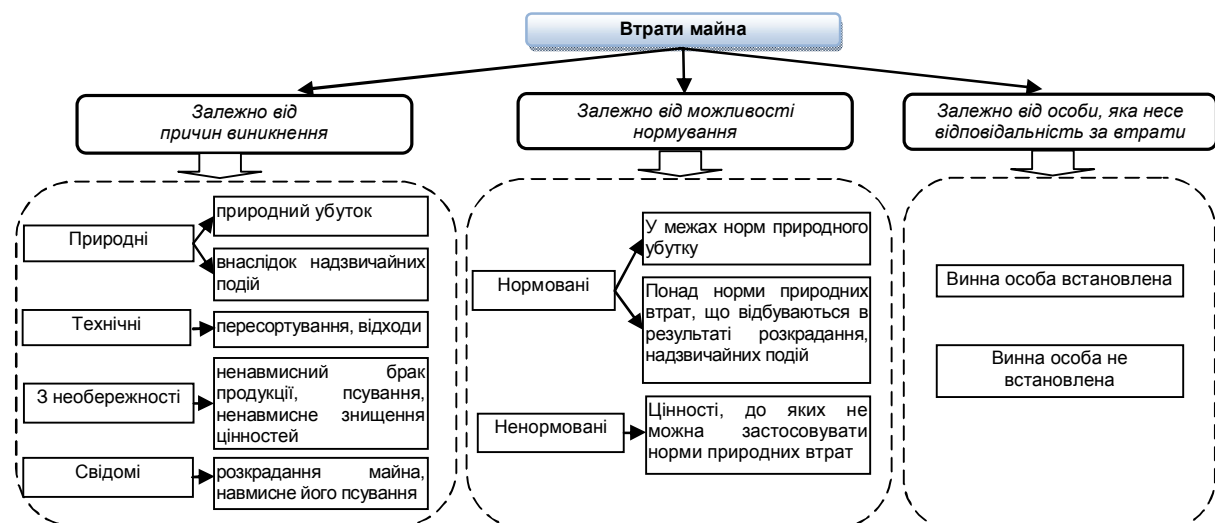 Втрати майна
Залежно від
причин виникнення
Природні
природний убуток
внаслідок надзвичайних
подій
Технічні
пересортування, відходи
З необережності
ненавмисний брак
продукції, псування,
ненавмисне знищення
цінностей
Свідомі
розкрадання майна,
навмисне його псування
Залежно від можливості
нормування
Нормовані
У межах норм природного
убутку
Понад норми природних
втрат, що відбуваються в
результаті розкрадання,
надзвичайних подій
Ненормовані
Цінності, до яких не
можна застосовувати
норми природних втрат
Залежно від особи, яка несе
відповідальність за втрати
Винна особа встановлена
Винна особа не
встановлена